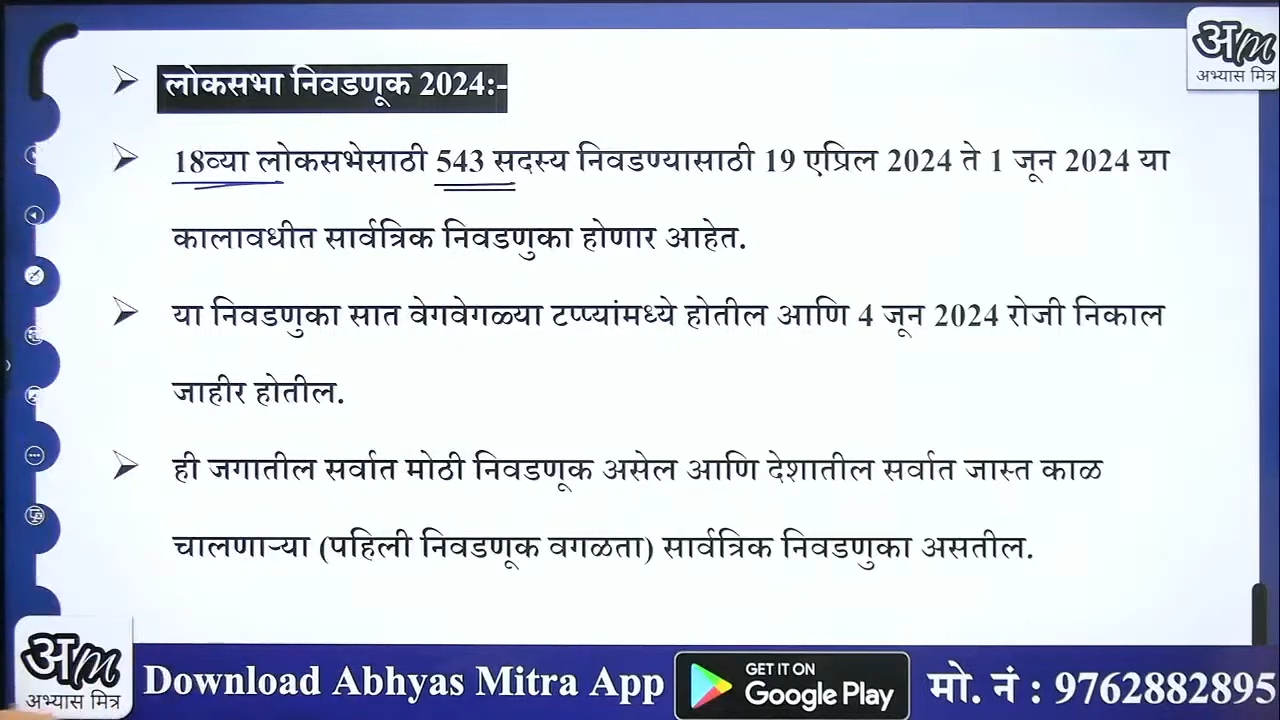 अm
अभ्यास मित्र
➢ लोकसभा निवडणूक 2024:-
➢ 18व्या लोकसभेसाठी 543 सदस्य निवडण्यासाठी 19 एप्रिल 2024 ते 1 जून 2024 या
कालावधीत सार्वत्रिक निवडणुका होणार आहेत.
➢ या निवडणुका सात वेगवेगळ्या टप्प्यांमध्ये होतील आणि 4 जून 2024 रोजी निकाल
जाहीर होतील.
➢ ही जगातील सर्वात मोठी निवडणूक असेल आणि देशातील सर्वात जास्त काळ
चालणाऱ्या (पहिली निवडणूक वगळता) सार्वत्रिक निवडणुका असतील.
अm
अभ्यास मित्र
Download Abhyas Mitra App
GET IT ON
Google Play
मो. नं : 9762882895